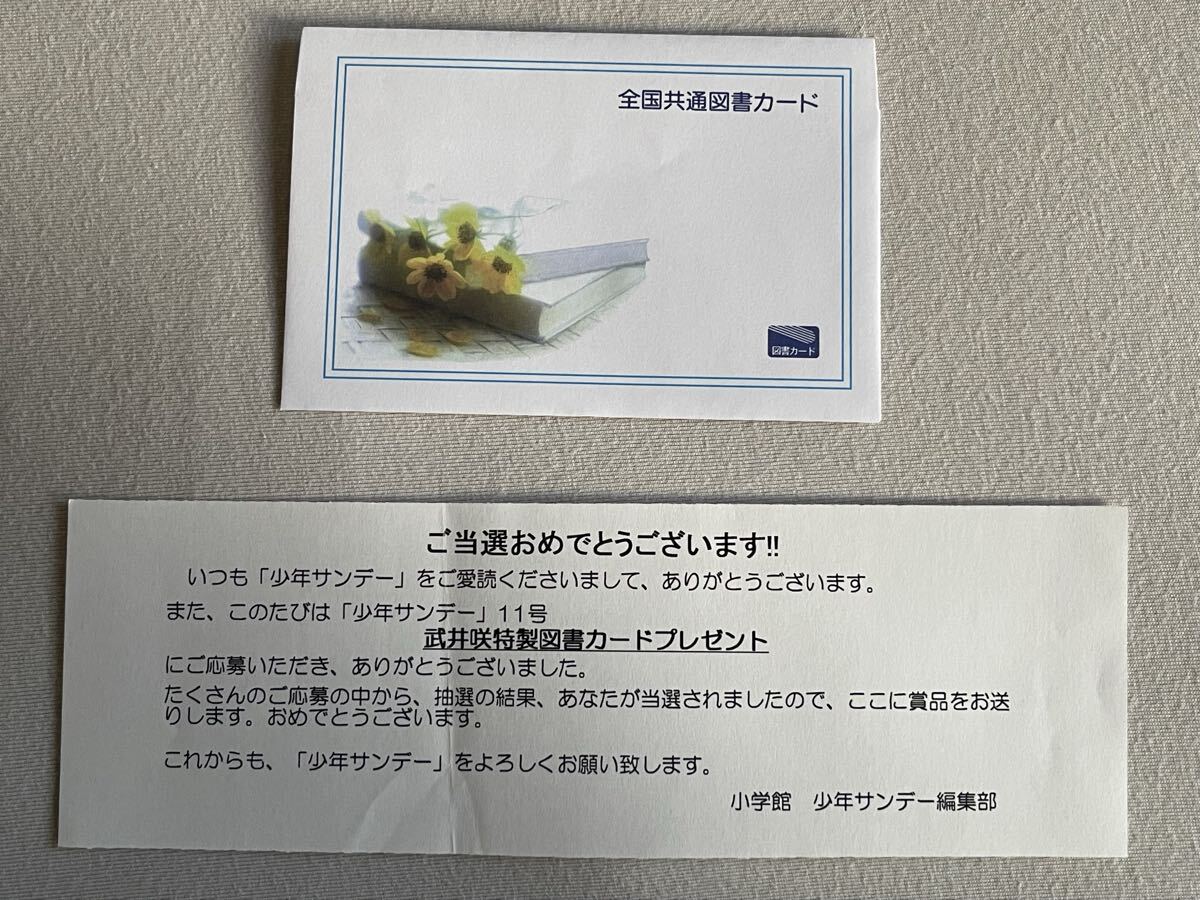 全国共通図書カード
図書カード
ご当選おめでとうございます!!
いつも「少年サンデー」をご愛読くださいまして、ありがとうございます。
また、このたびは「少年サンデー」11号
武井咲特製図書カードプレゼント
にご応募いただき、ありがとうございました。
たくさんのご応募の中から、抽選の結果、あなたが当選されましたので、ここに賞品をお送
りします。おめでとうございます。
これからも、「少年サンデー」をよろしくお願い致します。
小学館　少年サンデー編集部